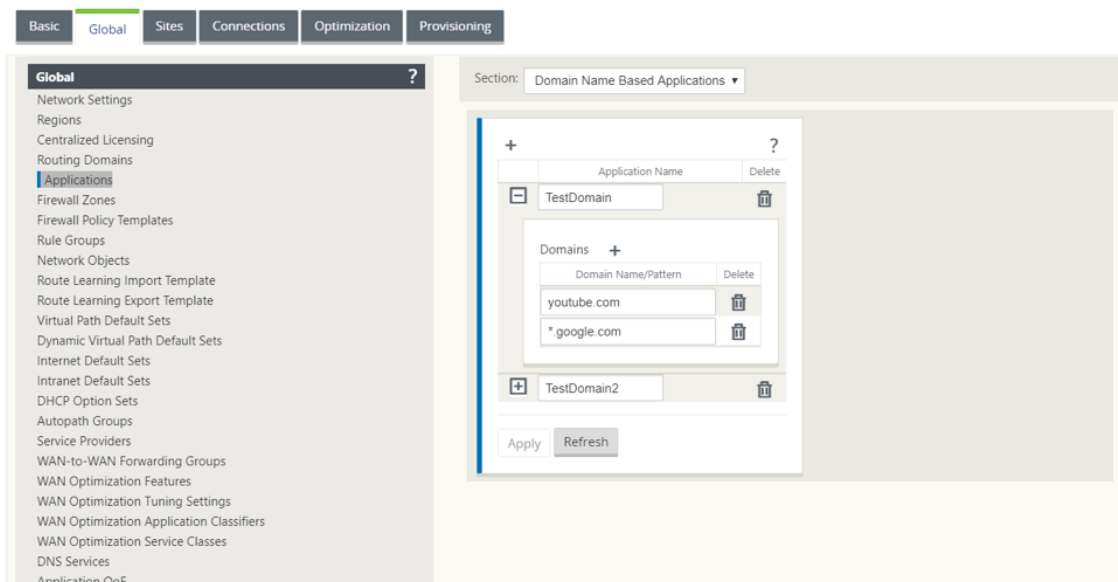 Basic Global Sites Connections Optimization Provisioning
Global ?
Network Settings
Regions
Centralized Licensing
Routing Domains
Applications
Firewall Zones
Firewall Policy Templates
Rule Groups
Network Objects
Route Learning Import Template
Route Learning Export Template
Virtual Path Default Sets
Dynamic Virtual Path Default Sets
Internet Default Sets
Intranet Default Sets
DHCP Option Sets
Autopath Groups
Service Providers
WAN-to-WAN Forwarding Groups
WAN Optimization Features
WAN Optimization Tuning Settings
WAN Optimization Application Classifiers
WAN Optimization Service Classes
DNS Services
Application QoE
Section: Domain Name Based Applications ▼
+ ?
Application Name Delete
TestDomain
Domains +
Domain Name/Pattern Delete
youtube.com
*.google.com
TestDomain2
Apply Refresh